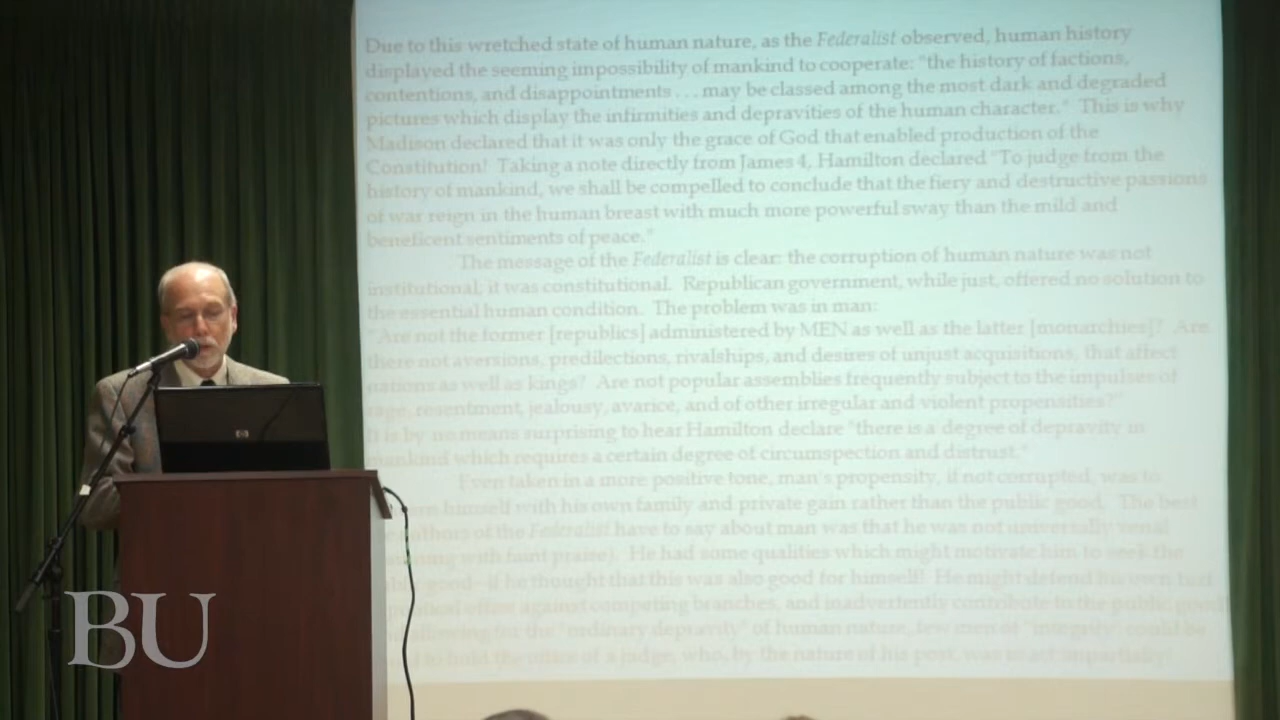 Due to this wretched state of human nature, as the Federalist observed, human history
displayed the seeming impossibility of mankind to cooperate: "the history of factions,
contentions, and disappointments . . . may be classed among the most dark and degraded
pictures which display the infirmities and depravities of the human character." This is why
Madison declared that it was only the grace of God that enabled production of the
Constitution! Taking a note directly from James 4, Hamilton declared "To judge from the
history of mankind, we shall be compelled to conclude that the fiery and destructive passions
of war reign in the human breast with much more powerful sway than the mild and
beneficent sentiments of peace."
The message of the Federalist is clear: the corruption of human nature was not
institutional; it was constitutional. Republican government, while just, offered no solution to
the essential human condition. The problem was in man:
"Are not the former [republics] administered by MEN as well as the latter [monarchies]? Are
there not aversions, predilections, rivalships, and desires of unjust acquisitions, that affect
nations as well as kings? Are not popular assemblies frequently subject to the impulses of
rage, resentment, jealousy, avarice, and of other irregular and violent propensities?"
It is by no means surprising to hear Hamilton declare "there is a degree of depravity in
mankind which requires a certain degree of circumspection and distrust."
Even taken in a more positive tone, man's propensity, if not corrupted, was to
himself with his own family and private gain rather than the public good. The best
authors of the Federalist have to say about man was that he was not universally venal
with faint praise). He had some qualities which might motivate him to seek the
good—if he thought that this was also good for himself! He might defend his own
against competing branches, and inadvertently contribute to the public good
allowing for the "ordinary depravity" of human nature, few men of "integrity" could be
to hold the office of a judge, who, by the nature of his post, was to act impartially.
hp
BU